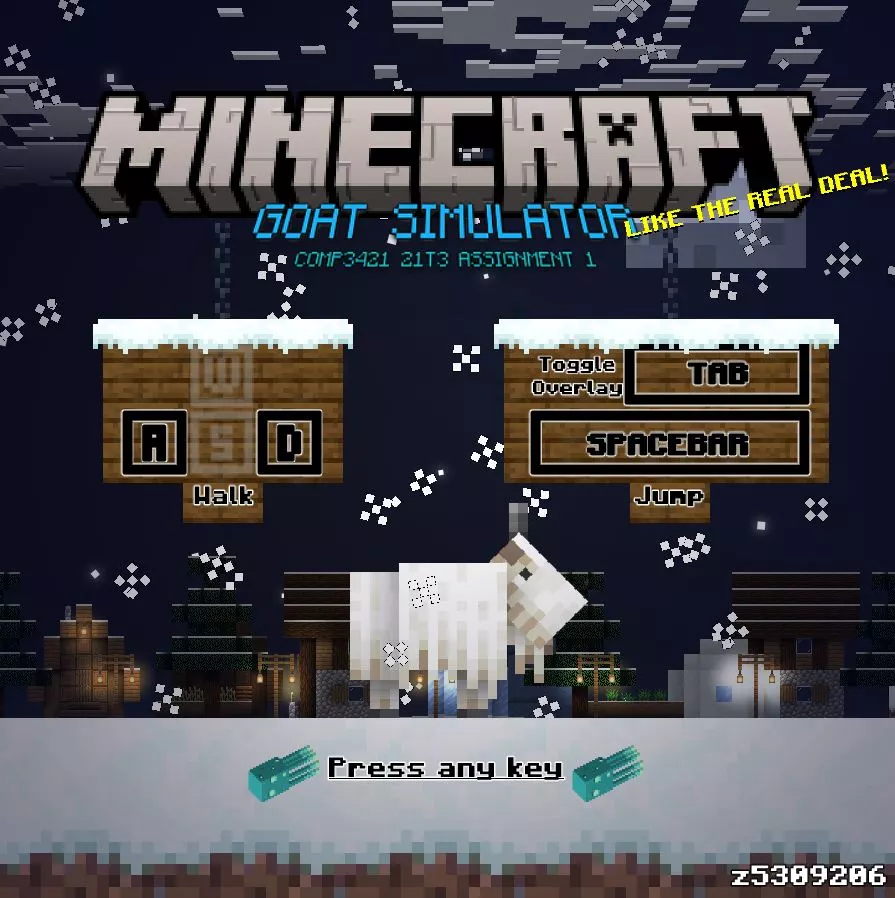 MINECRAFT
GOAT SIMULATOR
LIKE THE REAL DEAL!
COMP3421 21T3 ASSIGNMENT 1
W
A S D
Walk
Toggle
Overlay
TAB
SPACEBAR
Jump
Press any key
z5309206